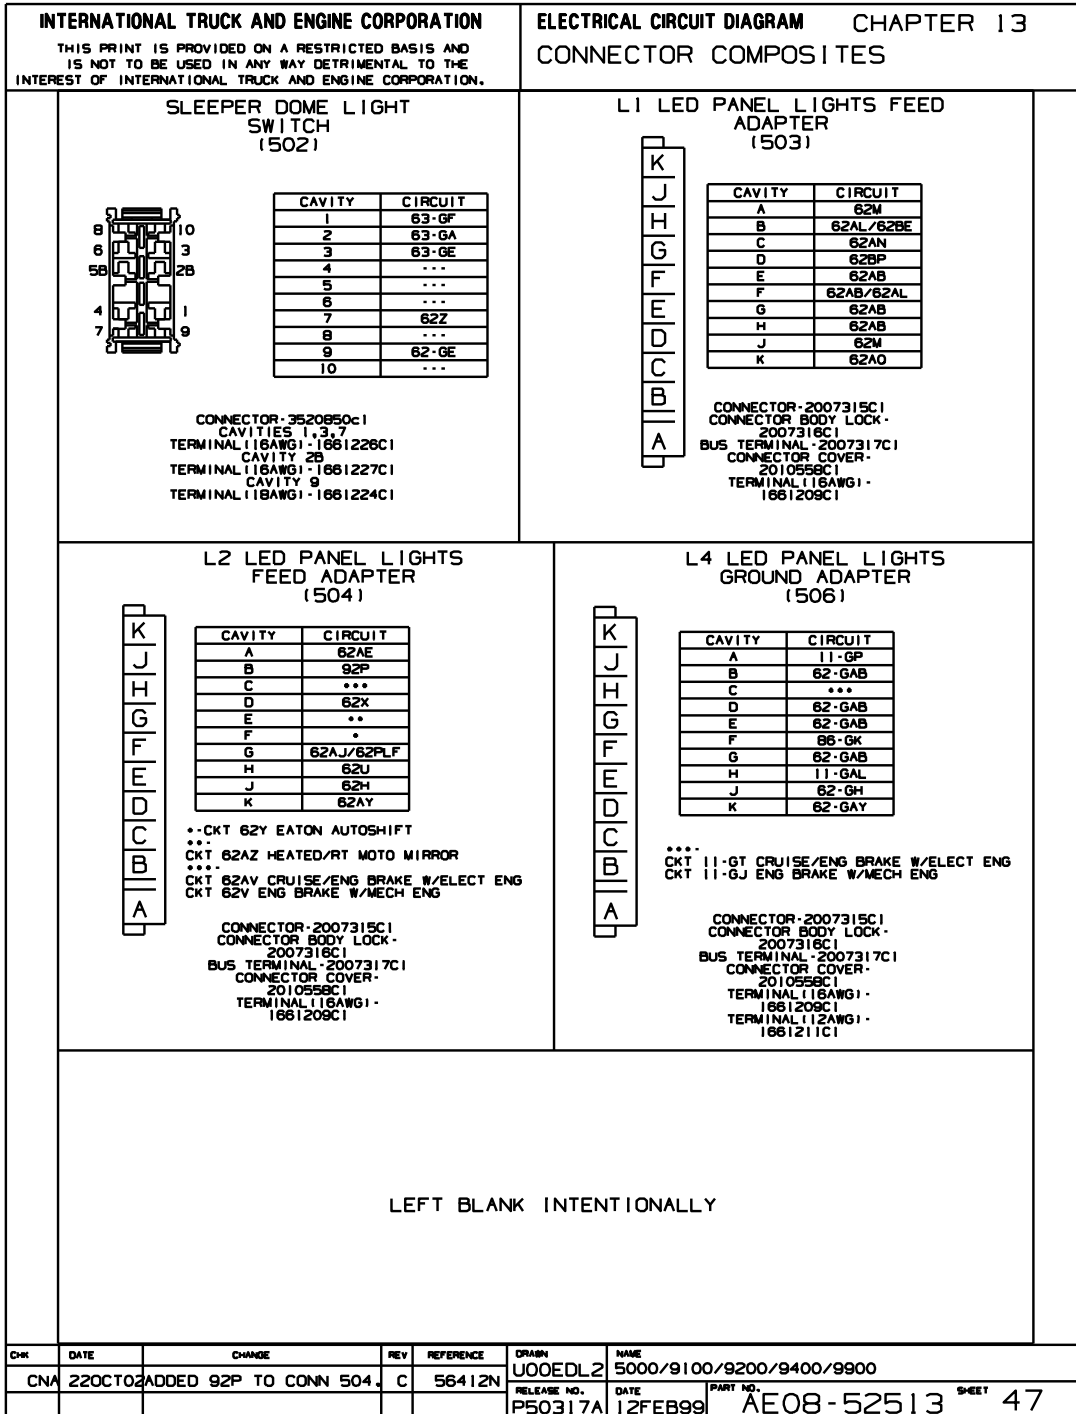 INTERNATIONAL TRUCK AND ENGINE CORPORATION
THIS PRINT IS PROVIDED ON A RESTRICTED BASIS AND
IS NOT TO BE USED IN ANY WAY DETRIMENTAL TO THE
INTEREST OF INTERNATIONAL TRUCK AND ENGINE CORPORATION.
ELECTRICAL CIRCUIT DIAGRAM CHAPTER 13
CONNECTOR COMPOSITES
SLEEPER DOME LIGHT
SWITCH
(502)
8 10
6 3
5B 2B
4 1
7 9
CAVITY CIRCUIT
1 63-GF
2 63-GA
3 63-GE
4 ---
5 ---
6 ---
7 62Z
8 ---
9 62-GE
10 ---
CONNECTOR-3520850c1
CAVITIES 1,3,7
TERMINAL(16AWG)-1661226C1
CAVITY 2B
TERMINAL(16AWG)-1661227C1
CAVITY 9
TERMINAL(18AWG)-1661224C1
L1 LED PANEL LIGHTS FEED
ADAPTER
(503)
K
J
H
G
F
E
D
C
B
A
CAVITY CIRCUIT
A 62M
B 62AL/62BE
C 62AN
D 62BP
E 62AB
F 62AB/62AL
G 62AB
H 62AB
J 62M
K 62AO
CONNECTOR-2007315C1
CONNECTOR BODY LOCK-
2007316C1
BUS TERMINAL-2007317C1
CONNECTOR COVER-
2010558C1
TERMINAL(16AWG)-
1661209C1
L2 LED PANEL LIGHTS
FEED ADAPTER
(504)
K
J
H
G
F
E
D
C
B
A
CAVITY CIRCUIT
A 62AE
B 92P
C ***
D 62X
E **
F *
G 62AJ/62PLF
H 62U
J 62H
K 62AY
*-CKT 62Y EATON AUTOSHIFT
**-
CKT 62AZ HEATED/RT MOTO MIRROR
***-
CKT 62AV CRUISE/ENG BRAKE W/ELECT ENG
CKT 62V ENG BRAKE W/MECH ENG
CONNECTOR-2007315C1
CONNECTOR BODY LOCK-
2007316C1
BUS TERMINAL-2007317C1
CONNECTOR COVER-
2010558C1
TERMINAL(16AWG)-
1661209C1
L4 LED PANEL LIGHTS
GROUND ADAPTER
(506)
K
J
H
G
F
E
D
C
B
A
CAVITY CIRCUIT
A 11-GP
B 62-GAB
C ***
D 62-GAB
E 62-GAB
F 86-GK
G 62-GAB
H 11-GAL
J 62-GH
K 62-GAY
***-
CKT 11-GT CRUISE/ENG BRAKE W/ELECT ENG
CKT 11-GJ ENG BRAKE W/MECH ENG
CONNECTOR-2007315C1
CONNECTOR BODY LOCK-
2007316C1
BUS TERMINAL-2007317C1
CONNECTOR COVER-
2010558C1
TERMINAL(16AWG)-
1661209C1
TERMINAL(12AWG)-
1661211C1
LEFT BLANK INTENTIONALLY
CHK DATE CHANGE REV REFERENCE
CNA 22OCT02 ADDED 92P TO CONN 504. C 56412N
DRAWN U00EDL2
NAME 5000/9100/9200/9400/9900
RELEASE NO. P50317A
DATE 12FEB99
PART NO. AE08-52513
SHEET 47